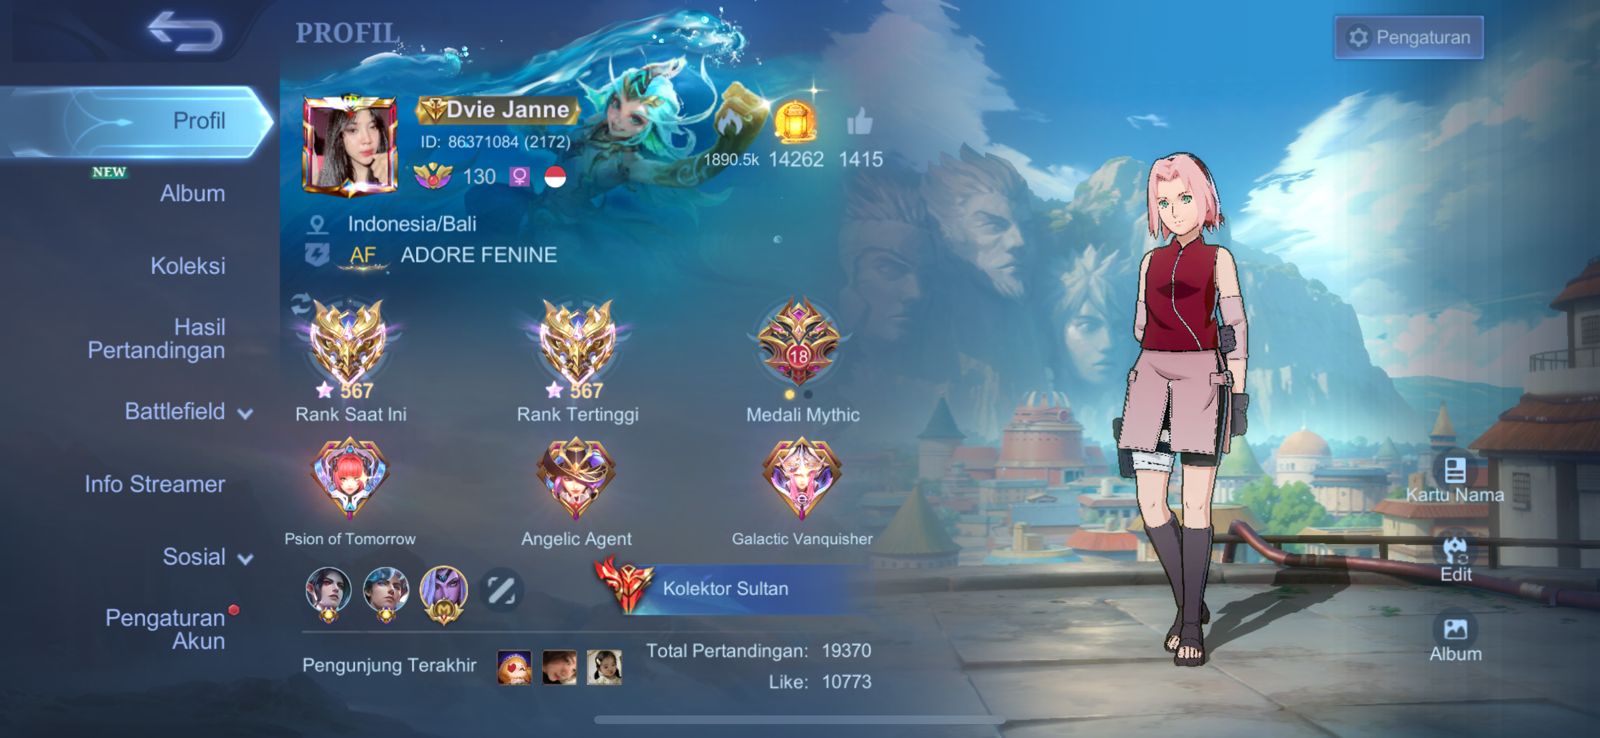 PROFIL
Pengaturan
Profil
NEW
Album
Koleksi
Hasil
Pertandingan
Battlefield
Info Streamer
Sosial
Pengaturan
Akun
Dvie Janne
ID: 86371084 (2172)
130
1890.5k
14262
1415
Indonesia/Bali
AF ADORE FENINE
567
Rank Saat Ini
567
Rank Tertinggi
18
Medali Mythic
Psion of Tomorrow
Angelic Agent
Galactic Vanquisher
M
Kolektor Sultan
Pengunjung Terakhir
Total Pertandingan: 19370
Like: 10773
Kartu Nama
Edit
Album